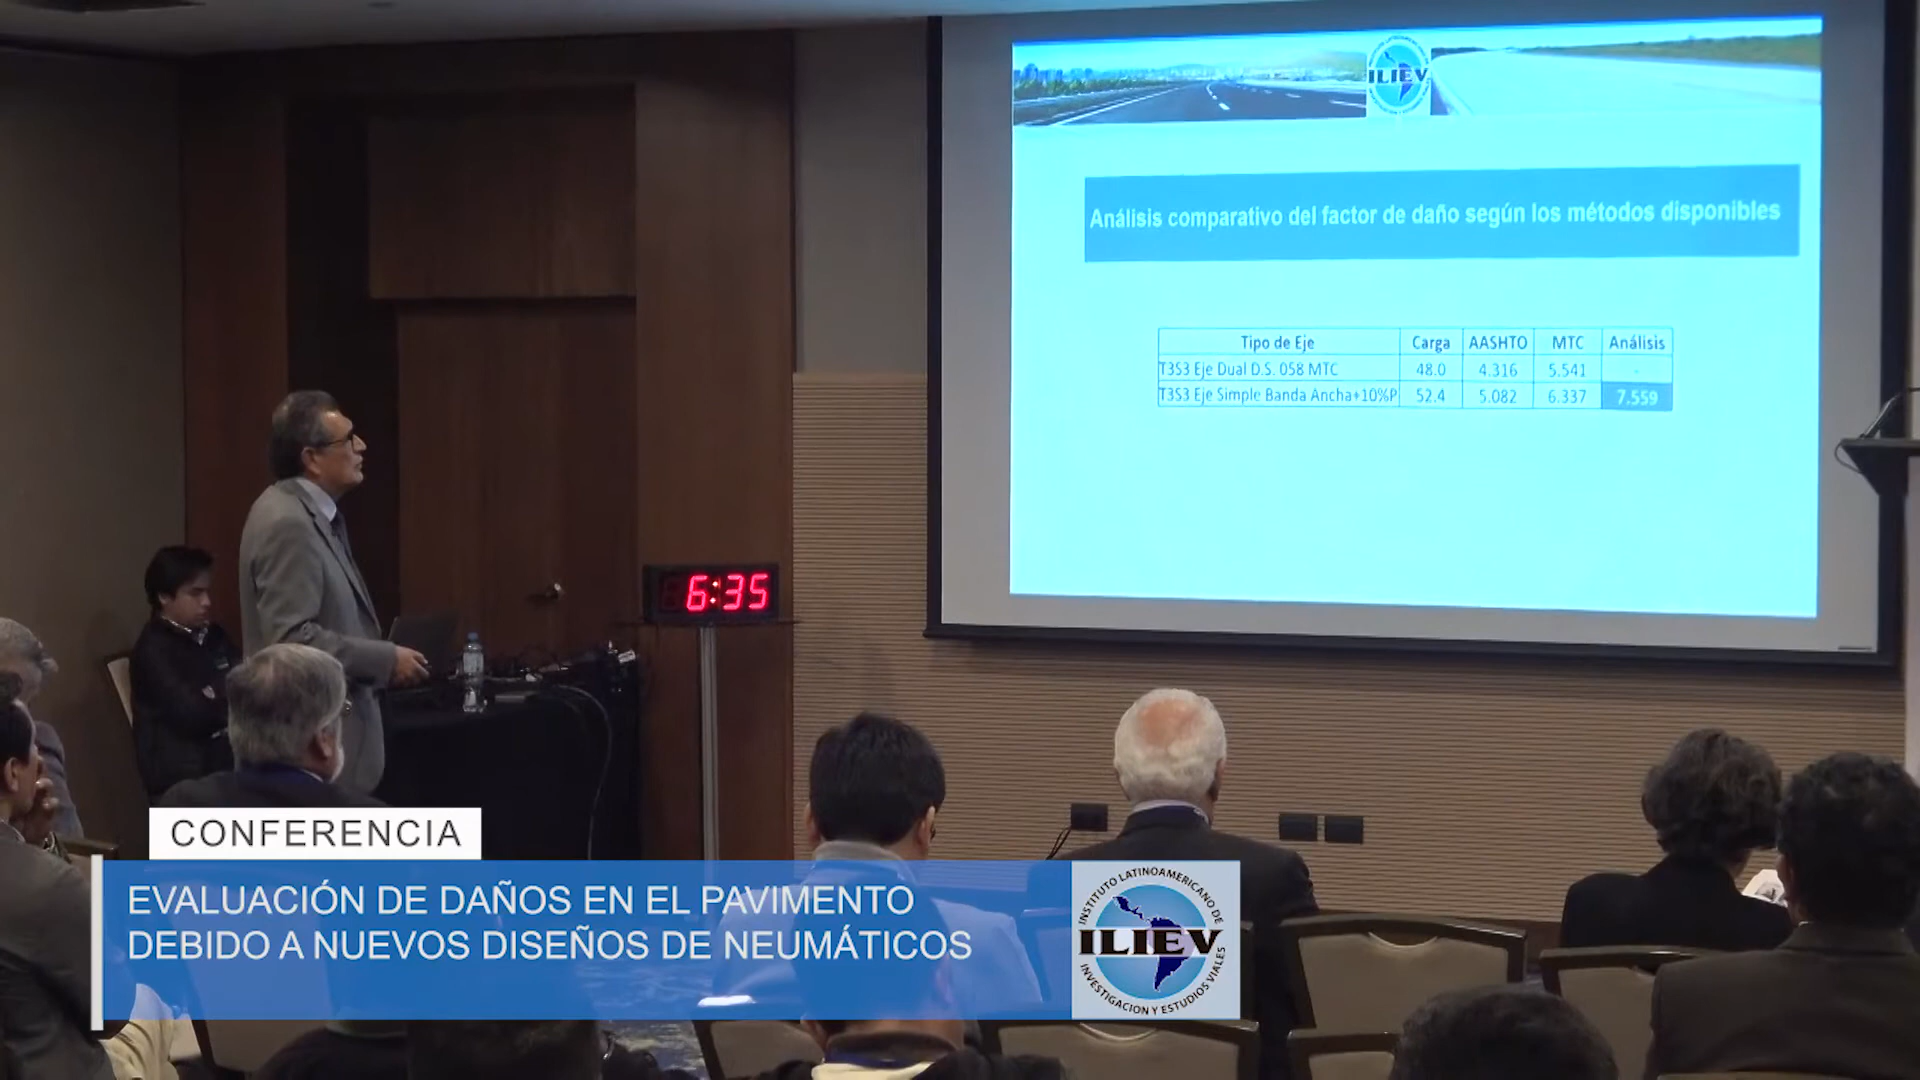 ILIEV
Análisis comparativo del factor de daño según los métodos disponibles
Tipo de Eje Carga AASHTO MTC Análisis
T3S3 Eje Dual D.S. 058 MTC 48.0 4.316 5.541 -
T3S3 Eje Simple Banda Ancha+10%P 52.4 5.082 6.337 7.559
6:35
CONFERENCIA
EVALUACIÓN DE DAÑOS EN EL PAVIMENTO
DEBIDO A NUEVOS DISEÑOS DE NEUMÁTICOS
INSTITUTO LATINOAMERICANO DE
ILIEV
INVESTIGACION Y ESTUDIOS VIALES